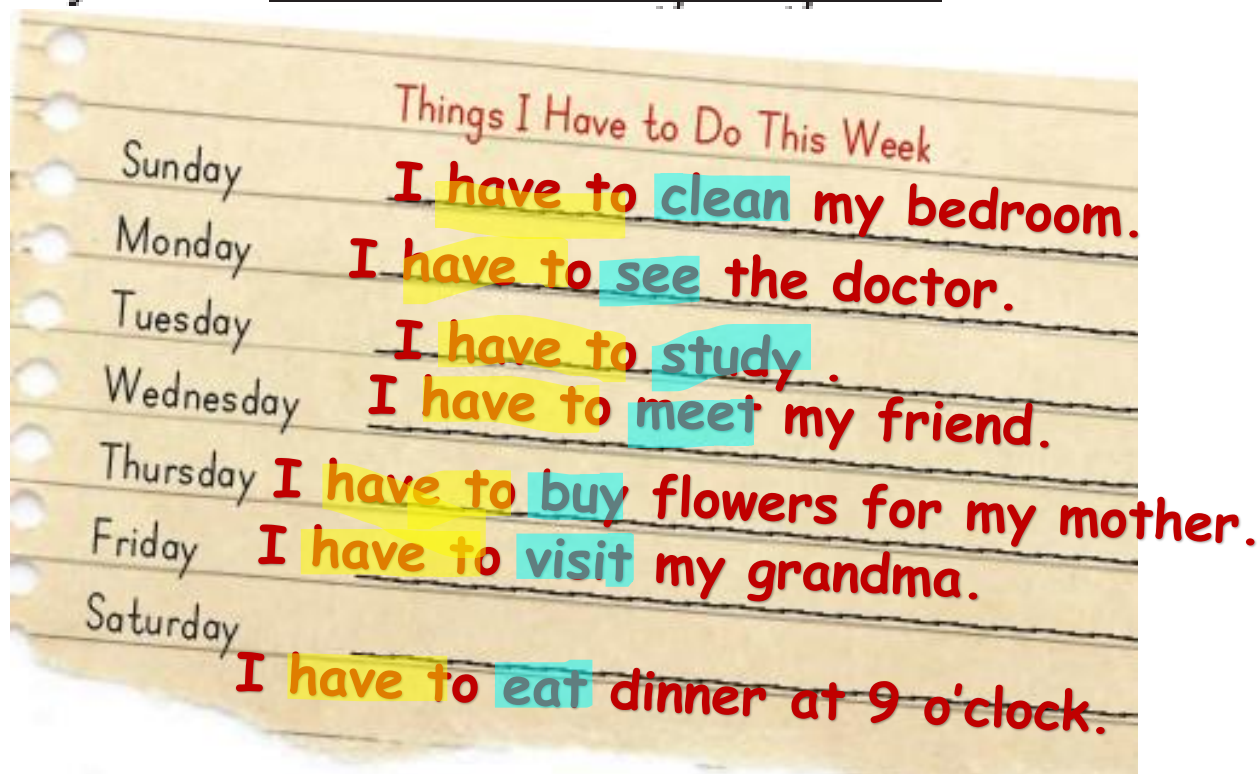 Things I Have to Do This Week
Sunday I have to clean my bedroom.
Monday I have to see the doctor.
Tuesday I have to study .
Wednesday I have to meet my friend.
Thursday I have to buy flowers for my mother.
Friday I have to visit my grandma.
Saturday
I have to eat dinner at 9 o'clock.